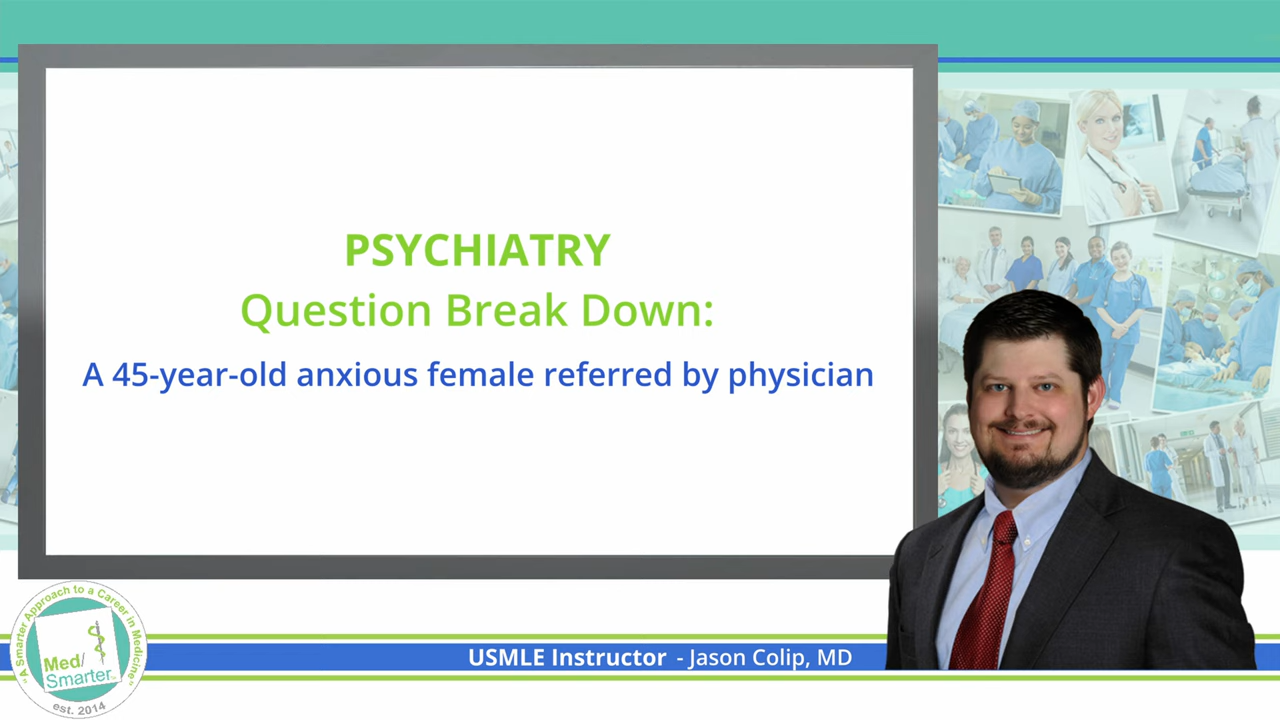 PSYCHIATRY
Question Break Down:
A 45-year-old anxious female referred by physician
USMLE Instructor - Jason Colip, MD
"A Smarter Approach to a Career in Medicine"
Med/
Smarter
est. 2014